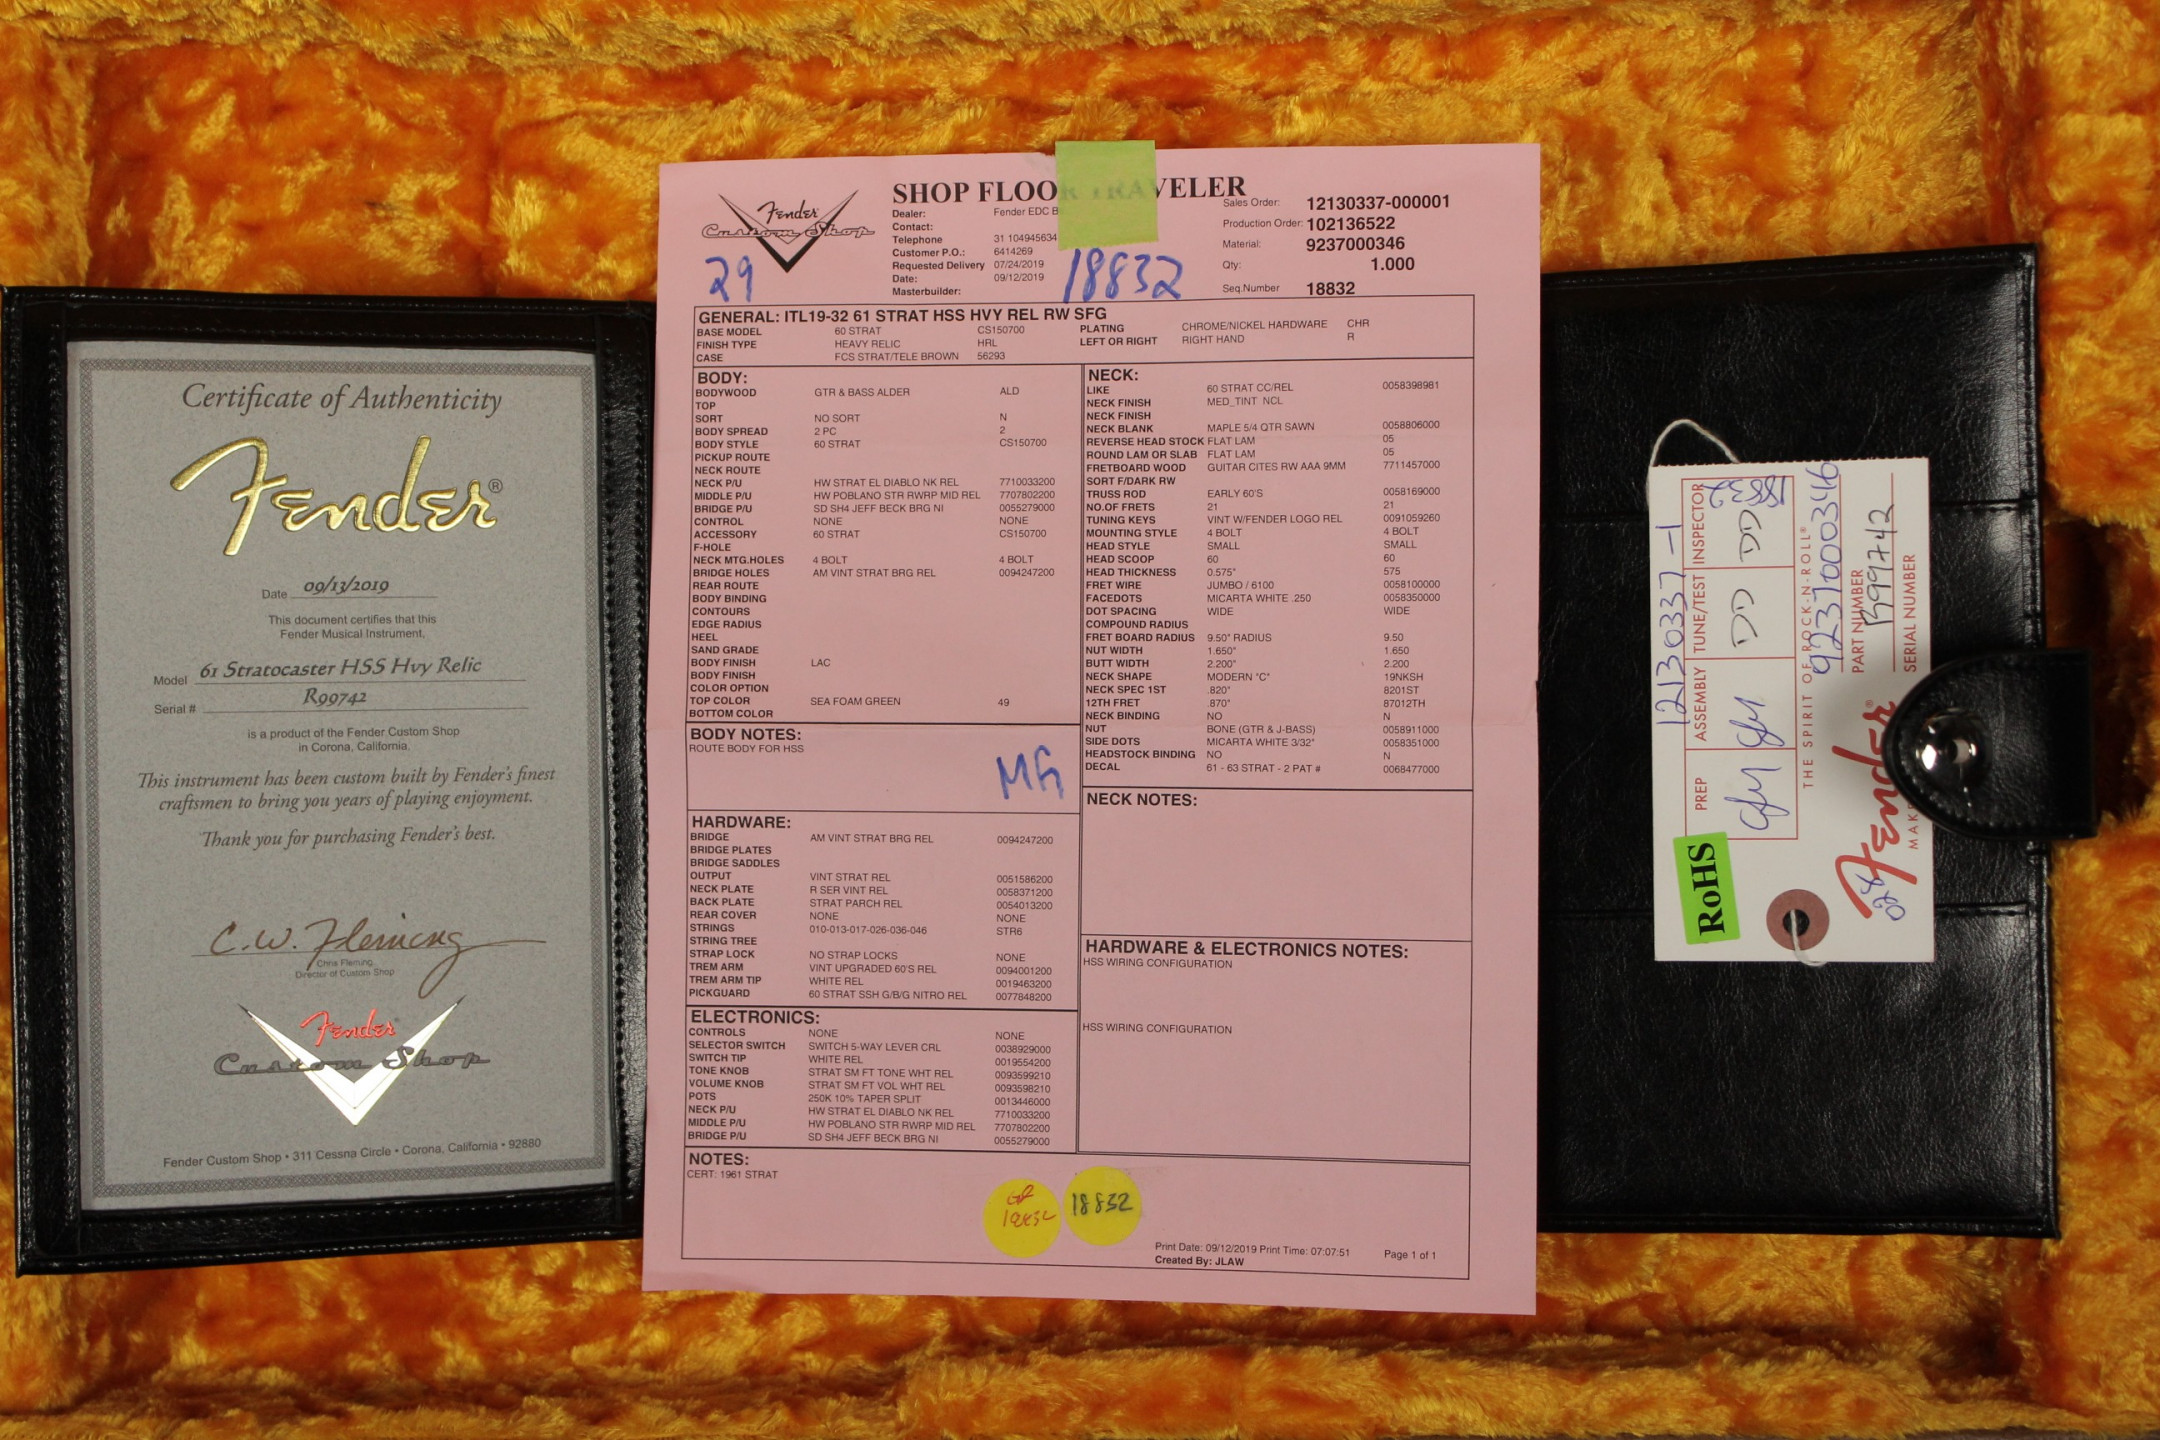 Certificate of Authenticity
Fender®
Date 09/13/2019
This document certifies that this
Fender Musical Instrument,
Model 61 Stratocaster HSS Hvy Relic
Serial # R99742
is a product of the Fender Custom Shop
in Corona, California.
This instrument has been custom built by Fender's finest
craftsmen to bring you years of playing enjoyment.
Thank you for purchasing Fender's best.
C.W. Fleming
Chris Fleming
Director of Custom Shop
Fender
Custom Shop
Fender Custom Shop • 311 Cessna Circle • Corona, California • 92880
Fender
Custom Shop
29
SHOP FLOOR TRAVELER
Dealer: Fender EDC B
Contact:
Telephone 31 104945634
Customer P.O.: 6414269
Requested Delivery 07/24/2019
Date: 09/12/2019
Masterbuilder:
18832
Sales Order: 12130337-000001
Production Order: 102136522
Material: 9237000346
Qty: 1.000
Seq.Number 18832
GENERAL: ITL19-32 61 STRAT HSS HVY REL RW SFG
BASE MODEL 60 STRAT CS150700 PLATING CHROME/NICKEL HARDWARE CHR
FINISH TYPE HEAVY RELIC HRL LEFT OR RIGHT RIGHT HAND R
CASE FCS STRAT/TELE BROWN 56293
BODY:
BODYWOOD GTR & BASS ALDER ALD
TOP
SORT NO SORT N
BODY SPREAD 2 PC 2
BODY STYLE 60 STRAT CS150700
PICKUP ROUTE
NECK ROUTE
NECK P/U HW STRAT EL DIABLO NK REL 7710033200
MIDDLE P/U HW POBLANO STR RWRP MID REL 7707802200
BRIDGE P/U SD SH4 JEFF BECK BRG NI 0055279000
CONTROL NONE NONE
ACCESSORY 60 STRAT CS150700
F-HOLE
NECK MTG.HOLES 4 BOLT 4 BOLT
BRIDGE HOLES AM VINT STRAT BRG REL 0094247200
REAR ROUTE
BODY BINDING
CONTOURS
EDGE RADIUS
HEEL
SAND GRADE
BODY FINISH LAC
BODY FINISH
COLOR OPTION
TOP COLOR SEA FOAM GREEN 49
BOTTOM COLOR
BODY NOTES:
ROUTE BODY FOR HSS
MG
HARDWARE:
BRIDGE AM VINT STRAT BRG REL 0094247200
BRIDGE PLATES
BRIDGE SADDLES
OUTPUT VINT STRAT REL 0051586200
NECK PLATE R SER VINT REL 0058371200
BACK PLATE STRAT PARCH REL 0054013200
REAR COVER NONE NONE
STRINGS 010-013-017-026-036-046 STR6
STRING TREE
STRAP LOCK NO STRAP LOCKS NONE
TREM ARM VINT UPGRADED 60'S REL 0094001200
TREM ARM TIP WHITE REL 0019463200
PICKGUARD 60 STRAT SSH G/B/G NITRO REL 0077848200
ELECTRONICS:
CONTROLS NONE NONE
SELECTOR SWITCH SWITCH 5-WAY LEVER CRL 0038929000
SWITCH TIP WHITE REL 0019554200
TONE KNOB STRAT SM FT TONE WHT REL 0093599210
VOLUME KNOB STRAT SM FT VOL WHT REL 0093598210
POTS 250K 10% TAPER SPLIT 0013446000
NECK P/U HW STRAT EL DIABLO NK REL 7710033200
MIDDLE P/U HW POBLANO STR RWRP MID REL 7707802200
BRIDGE P/U SD SH4 JEFF BECK BRG NI 0055279000
NECK:
LIKE 60 STRAT CC/REL 0058398981
NECK FINISH MED_TINT NCL
NECK FINISH
NECK BLANK MAPLE 5/4 QTR SAWN 0058806000
REVERSE HEAD STOCK FLAT LAM 05
ROUND LAM OR SLAB FLAT LAM 05
FRETBOARD WOOD GUITAR CITES RW AAA 9MM 7711457000
SORT F/DARK RW
TRUSS ROD EARLY 60'S 0058169000
NO.OF FRETS 21 21
TUNING KEYS VINT W/FENDER LOGO REL 0091059260
MOUNTING STYLE 4 BOLT 4 BOLT
HEAD STYLE SMALL SMALL
HEAD SCOOP 60 60
HEAD THICKNESS 0.575" 575
FRET WIRE JUMBO / 6100 0058100000
FACEDOTS MICARTA WHITE .250 0058350000
DOT SPACING WIDE WIDE
COMPOUND RADIUS
FRET BOARD RADIUS 9.50" RADIUS 9.50
NUT WIDTH 1.650" 1.650
BUTT WIDTH 2.200" 2.200
NECK SHAPE MODERN "C" 19NKSH
NECK SPEC 1ST .820" 8201ST
12TH FRET .870" 87012TH
NECK BINDING NO N
NUT BONE (GTR & J-BASS) 0058911000
SIDE DOTS MICARTA WHITE 3/32" 0058351000
HEADSTOCK BINDING NO N
DECAL 61 - 63 STRAT - 2 PAT # 0068477000
NECK NOTES:
HARDWARE & ELECTRONICS NOTES:
HSS WIRING CONFIGURATION
HSS WIRING CONFIGURATION
NOTES:
CERT: 1961 STRAT
18832
18832
Print Date: 09/12/2019 Print Time: 07:07:51 Page 1 of 1
Created By: JLAW
12130337-1
PREP ASSEMBLY TUNE/TEST INSPECTOR
DD DD
18832
THE SPIRIT OF ROCK-N-ROLL®
9237000346
PART NUMBER
R99742
SERIAL NUMBER
Fender®
RoHS